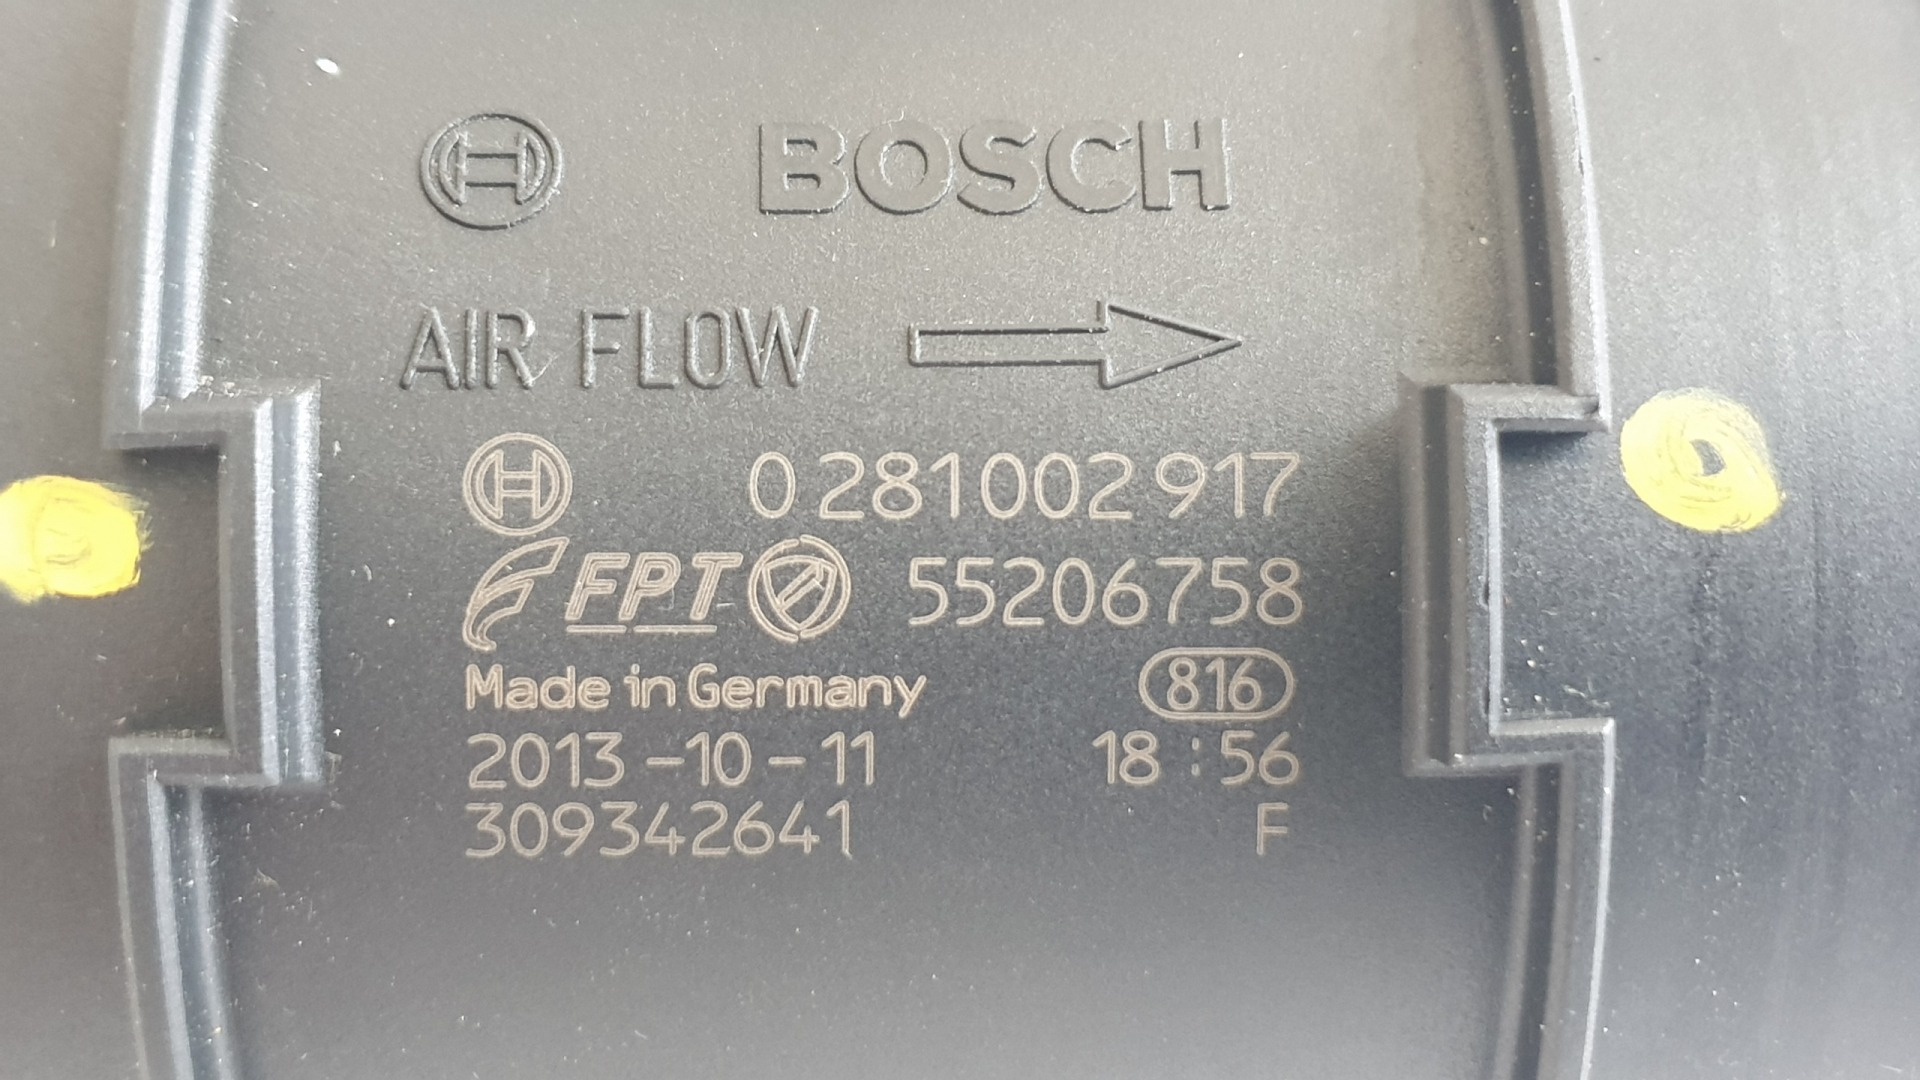 BOSCH
AIR FLOW
0 281 002 917
FPT 55206758
Made in Germany 816
2013-10-11 18:56
309342641 F